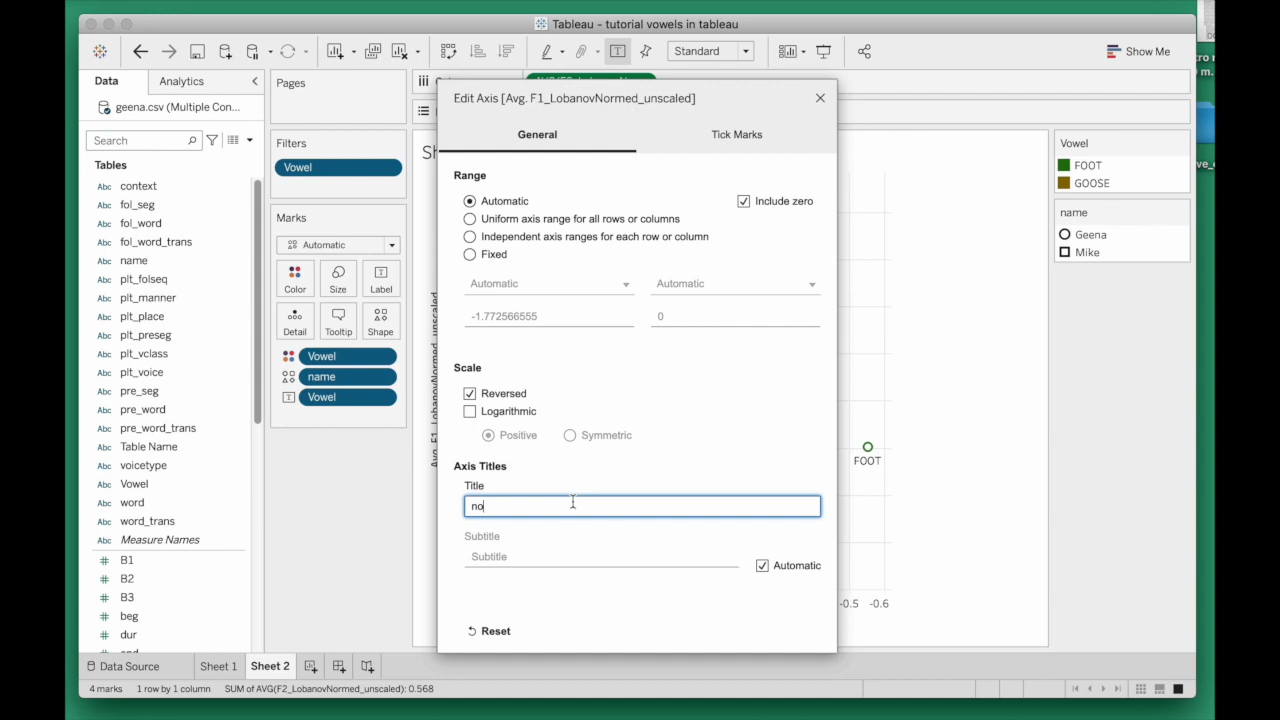 Tableau - tutorial vowels in tableau
Standard
Show Me
Data
Analytics
Pages
geena.csv (Multiple Con...
Search
Tables
Abc context
Abc fol_seg
Abc fol_word
Abc fol_word_trans
Abc name
Abc plt_folseq
Abc plt_manner
Abc plt_place
Abc plt_preseg
Abc plt_vclass
Abc plt_voice
Abc pre_seg
Abc pre_word
Abc pre_word_trans
Abc Table Name
Abc voicetype
Abc Vowel
Abc word
Abc word_trans
Abc Measure Names
# B1
# B2
# B3
# beg
# dur
Filters
Vowel
Marks
Automatic
Color
Size
Label
Detail
Tooltip
Shape
Vowel
name
Vowel
Edit Axis [Avg. F1_LobanovNormed_unscaled]
General
Tick Marks
Range
Automatic
Include zero
Uniform axis range for all rows or columns
Independent axis ranges for each row or column
Fixed
Automatic
Automatic
-1.772566555
0
Scale
Reversed
Logarithmic
Positive
Symmetric
Axis Titles
Title
no
Subtitle
Subtitle
Automatic
Reset
FOOT
-0.5 -0.6
Vowel
FOOT
GOOSE
name
Geena
Mike
Data Source
Sheet 1
Sheet 2
4 marks
1 row by 1 column
SUM of AVG(F2_LobanovNormed_unscaled): 0.568